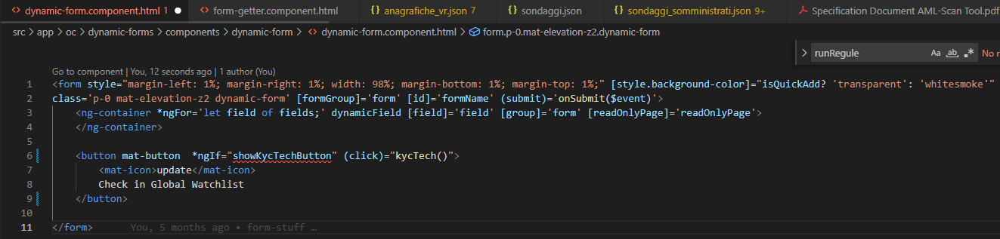 dynamic-form.component.html 1
form-getter.component.html
anagrafiche_vr.json 7
sondaggi.json
sondaggi_somministrati.json 9+
Specification Document AML-Scan Tool.pdf
src > app > oc > dynamic-forms > components > dynamic-form > dynamic-form.component.html > form.p-0.mat-elevation-z2.dynamic-form
runRegule Aa ab No r
Go to component | You, 12 seconds ago | 1 author (You)
1 <form style="margin-left: 1%; margin-right: 1%; width: 98%; margin-bottom: 1%; margin-top: 1%;" [style.background-color]="isQuickAdd? 'transparent': 'whitesmoke'"
2 class='p-0 mat-elevation-z2 dynamic-form' [formGroup]='form' [id]='formName' (submit)='onSubmit($event)'>
3 <ng-container *ngFor='let field of fields;' dynamicField [field]='field' [group]='form' [readOnlyPage]='readOnlyPage'>
4 </ng-container>
5
6 <button mat-button  *ngIf="showKycTechButton" (click)="kycTech()">
7 <mat-icon>update</mat-icon>
8 Check in Global Watchlist
9 </button>
10
11 </form> You, 5 months ago • form-stuff …